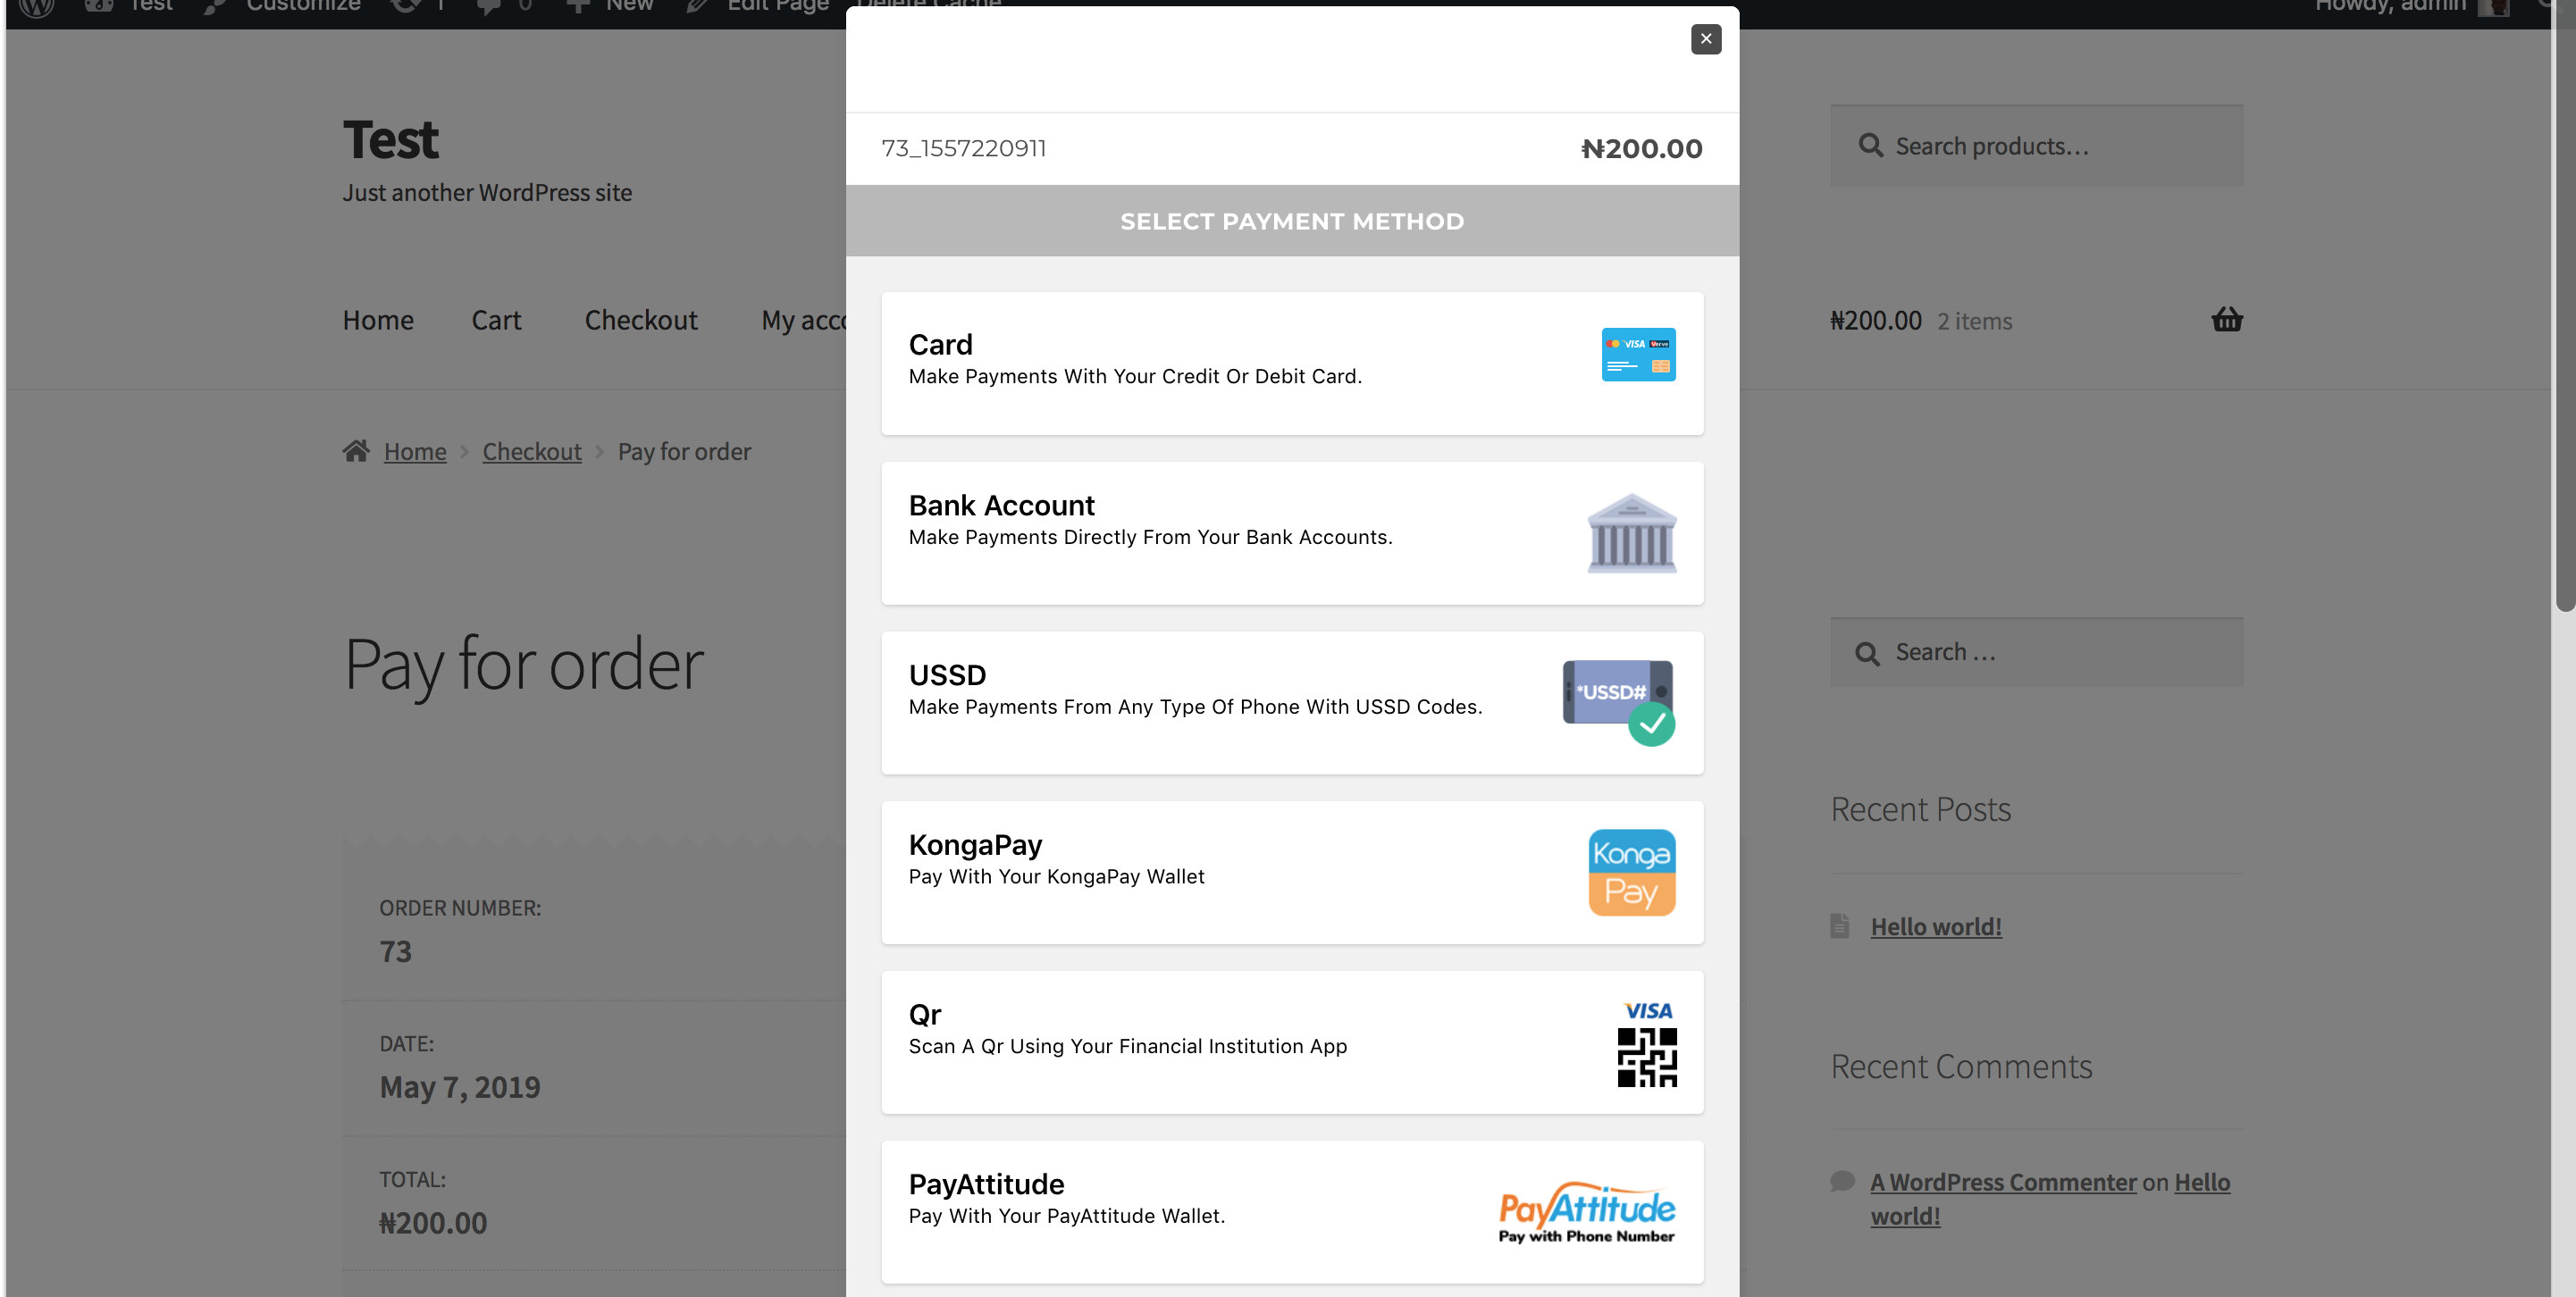 Test
Customize
1
0
New
Edit Page
Delete Cache
Howdy, admin
Test
Just another WordPress site
Search products…
Home
Cart
Checkout
My acco
₦200.00 2 items
Home
Checkout
Pay for order
Pay for order
ORDER NUMBER:
73
DATE:
May 7, 2019
TOTAL:
₦200.00
73_1557220911
₦200.00
SELECT PAYMENT METHOD
Card
Make Payments With Your Credit Or Debit Card.
VISA Verve
Bank Account
Make Payments Directly From Your Bank Accounts.
USSD
Make Payments From Any Type Of Phone With USSD Codes.
*USSD#
KongaPay
Pay With Your KongaPay Wallet
Konga
Pay
Qr
Scan A Qr Using Your Financial Institution App
VISA
PayAttitude
Pay With Your PayAttitude Wallet.
PayAttitude
Pay with Phone Number
Search …
Recent Posts
Hello world!
Recent Comments
A WordPress Commenter on Hello
world!